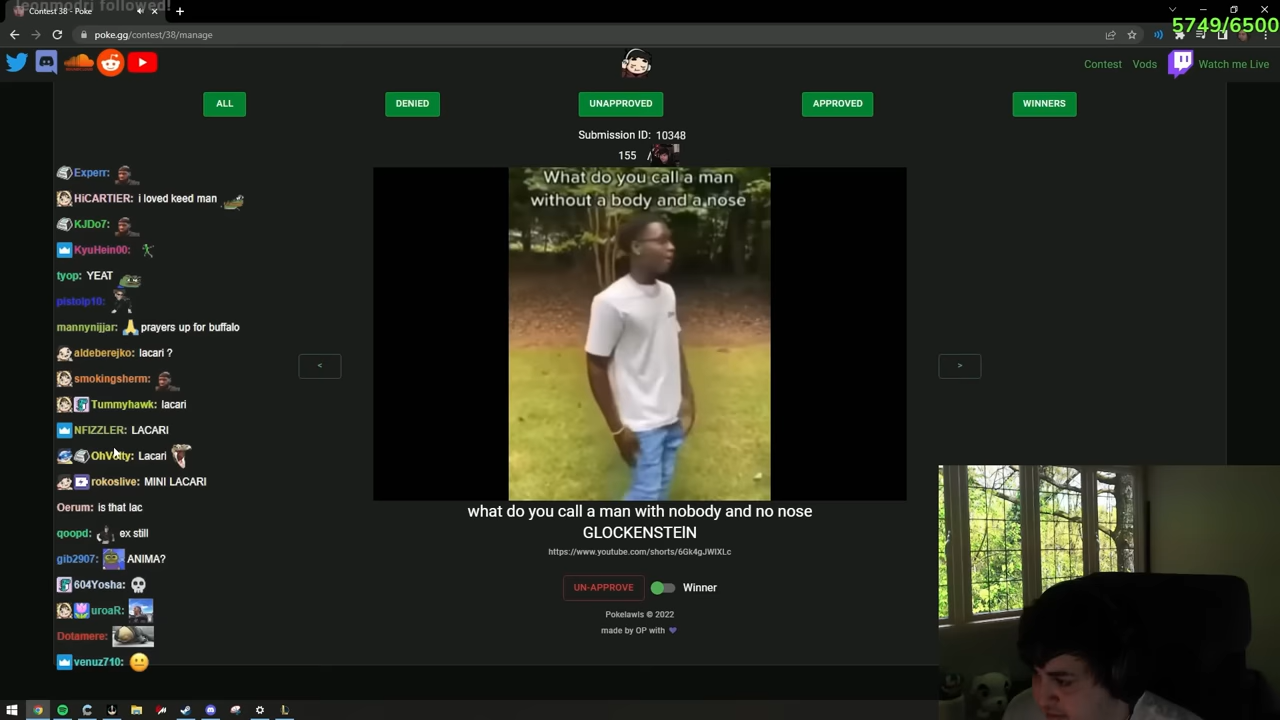 leonmodri followed!
Contest 38 - Poke
5749/6500
poke.gg/contest/38/manage
Contest
Vods
Watch me Live
ALL
DENIED
UNAPPROVED
APPROVED
WINNERS
Submission ID: 10348
155 /
Experr:
HiCARTIER: i loved keed man
KJDo7:
KyuHein00:
tyop: YEAT
pistolp10:
mannynijjar: 🙏 prayers up for buffalo
aldeberejko: lacari ?
smokingsherm:
Tummyhawk: lacari
NFIZZLER: LACARI
OhVolty: Lacari
rokoslive: MINI LACARI
Oerum: is that lac
qoopd: ex still
gib2907: ANIMA?
604Yosha: 💀
uroaR:
Dotamere:
venuz710: 😐
<
What do you call a man
without a body and a nose
>
what do you call a man with nobody and no nose
GLOCKENSTEIN
https://www.youtube.com/shorts/6Gk4gJWIXLc
UN-APPROVE
Winner
Pokelawls © 2022
made by OP with 💜